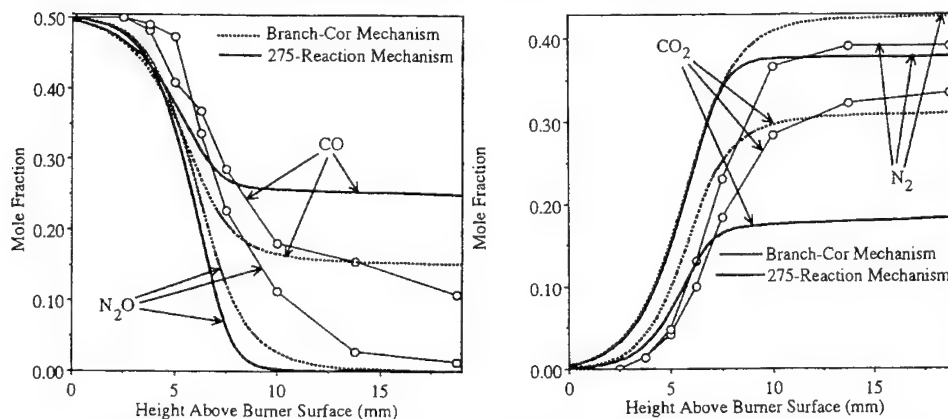 0.50
0.40
0.30
0.20
0.10
0.00
Mole Fraction
Branch-Cor Mechanism
275-Reaction Mechanism
CO
N2O
0
5
10
15
Height Above Burner Surface (mm)
0.40
0.30
0.20
0.10
0.00
Mole Fraction
CO2
N2
Branch-Cor Mechanism
275-Reaction Mechanism
0
5
10
15
Height Above Burner Surface (mm)